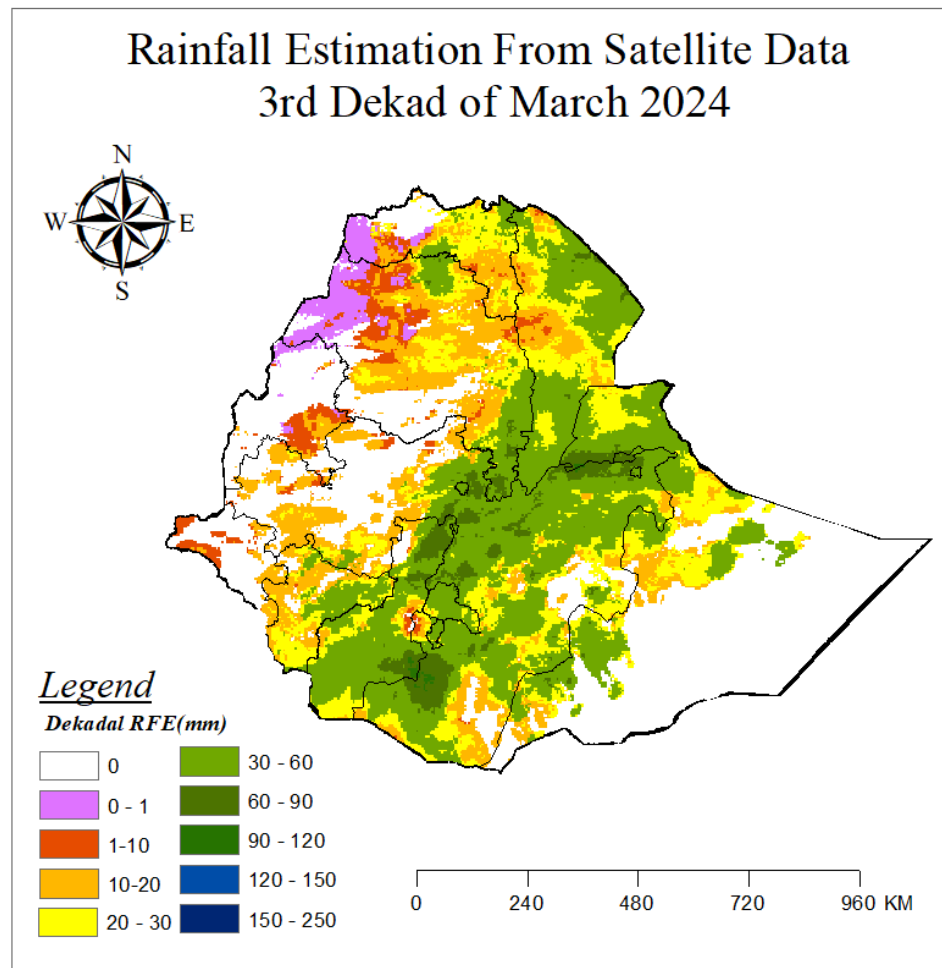 Rainfall Estimation From Satellite Data
3rd Dekad of March 2024
N
W E
S
Legend
Dekadal RFE(mm)
0
0 - 1
1-10
10-20
20 - 30
30 - 60
60 - 90
90 - 120
120 - 150
150 - 250
0 240 480 720 960 KM